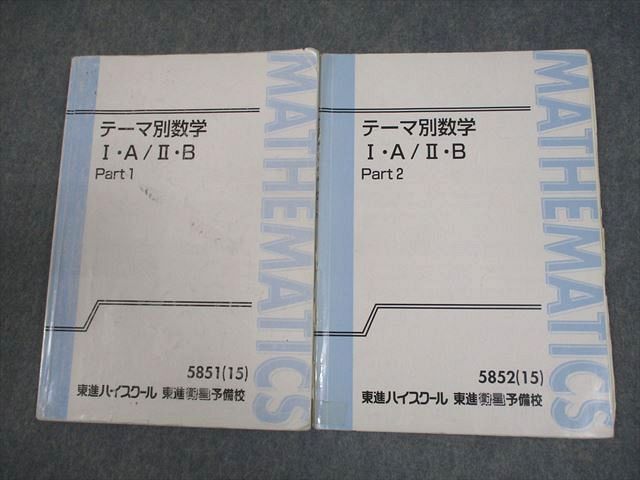 テーマ別数学
Ⅰ・A/Ⅱ・B
Part 1
5851(15)
東進ハイスクール 東進衛星予備校
MATHEMATICS
テーマ別数学
Ⅰ・A/Ⅱ・B
Part 2
5852(15)
東進ハイスクール 東進衛星予備校
MATHEMATICS